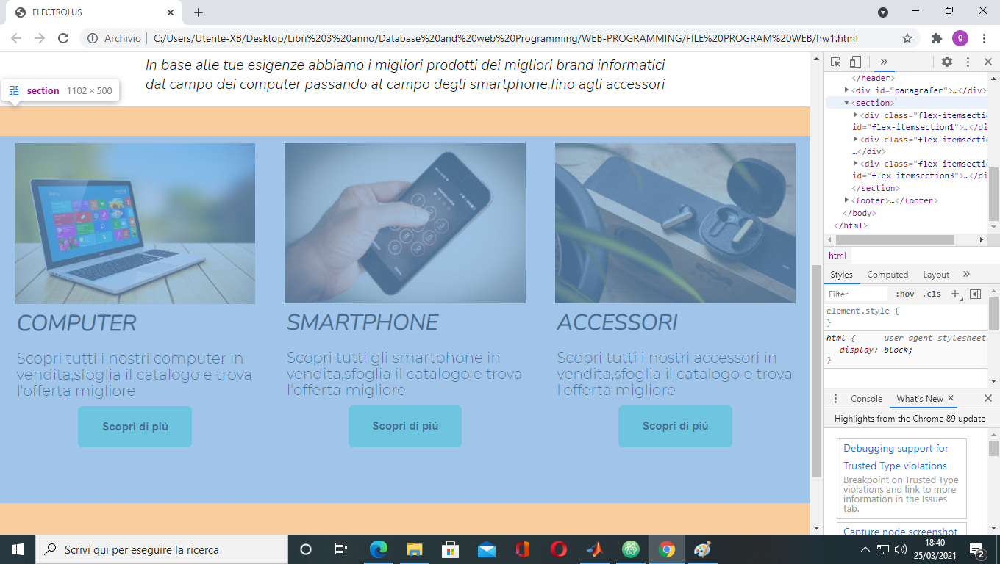 ELECTROLUS
Archivio | C:/Users/Utente-XB/Desktop/Libri%203%20anno/Database%20and%20web%20Programming/WEB-PROGRAMMING/FILE%20PROGRAM%20WEB/hw1.html
g
In base alle tue esigenze abbiamo i migliori prodotti dei migliori brand informatici
dal campo dei computer passando al campo degli smartphone,fino agli accessori
section 1102 × 500
COMPUTER
Scopri tutti i nostri computer in
vendita,sfoglia il catalogo e trova
l'offerta migliore
Scopri di più
SMARTPHONE
Scopri tutti gli smartphone in
vendita,sfoglia il catalogo e trova
l'offerta migliore
Scopri di più
ACCESSORI
Scopri tutti i nostri accessori in
vendita,sfoglia il catalogo e trova
l'offerta migliore
Scopri di più
</header>
<div id="paragrafer">…</div>
<section>
<div class="flex-itemsectio
id="flex-itemsection1">…</di
<div class="flex-itemsectio
…</div>
<div class="flex-itemsectio
id="flex-itemsection3">…</di
</section>
<footer>…</footer>
</body>
</html>
html
Styles Computed Layout
Filter :hov .cls
element.style {
}
html { user agent stylesheet
display: block;
}
Console What's New
Highlights from the Chrome 89 update
Debugging support for
Trusted Type violations
Breakpoint on Trusted Type
violations and link to more
information in the Issues
tab.
Capture node screenshot
Scrivi qui per eseguire la ricerca
18:40
25/03/2021
2